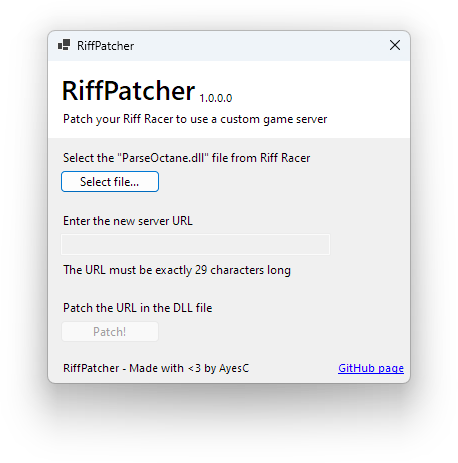 RiffPatcher
RiffPatcher 1.0.0.0
Patch your Riff Racer to use a custom game server
Select the "ParseOctane.dll" file from Riff Racer
Select file...
Enter the new server URL
The URL must be exactly 29 characters long
Patch the URL in the DLL file
Patch!
RiffPatcher - Made with <3 by AyesC GitHub page